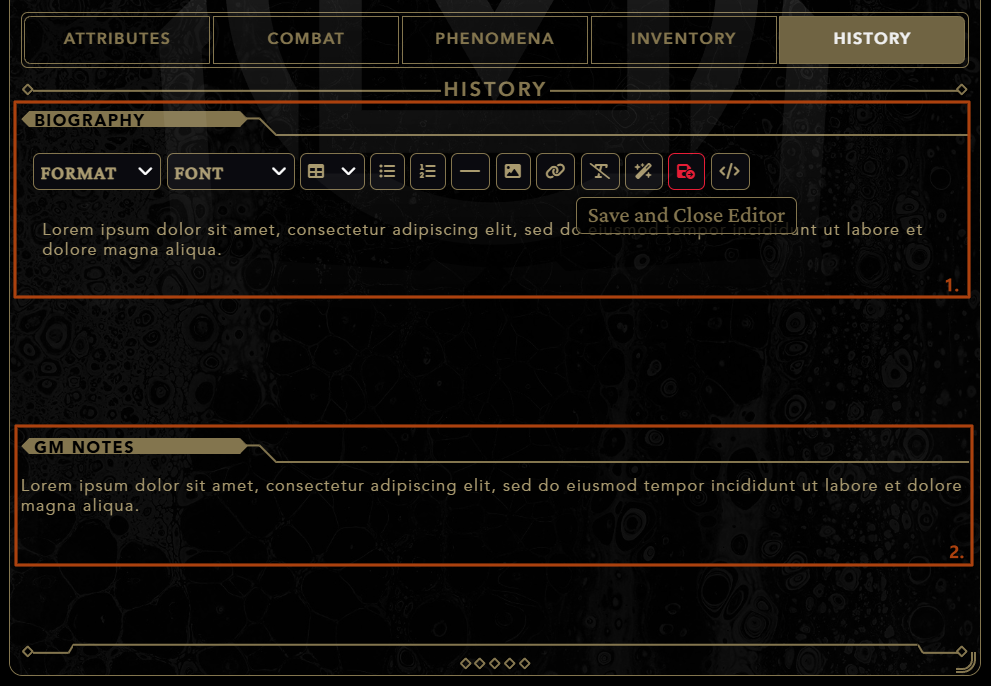 ATTRIBUTES COMBAT PHENOMENA INVENTORY HISTORY
HISTORY
BIOGRAPHY
FORMAT FONT
Save and Close Editor
Lorem ipsum dolor sit amet, consectetur adipiscing elit, sed do eiusmod tempor incididunt ut labore et
dolore magna aliqua.
1.
GM NOTES
Lorem ipsum dolor sit amet, consectetur adipiscing elit, sed do eiusmod tempor incididunt ut labore et dolore
magna aliqua.
2.